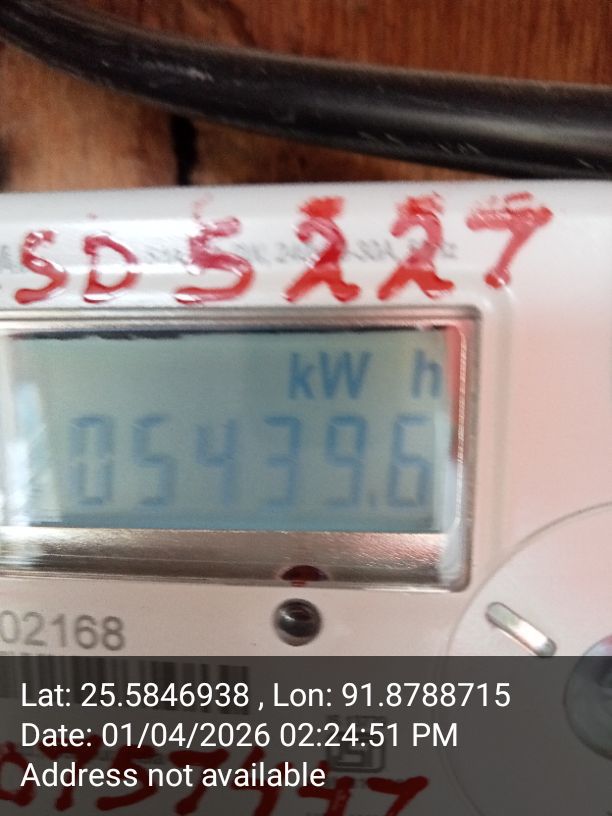 SD 5227
kW h
05439.6
02168
Lat: 25.5846938 , Lon: 91.8788715
Date: 01/04/2026 02:24:51 PM
Address not available